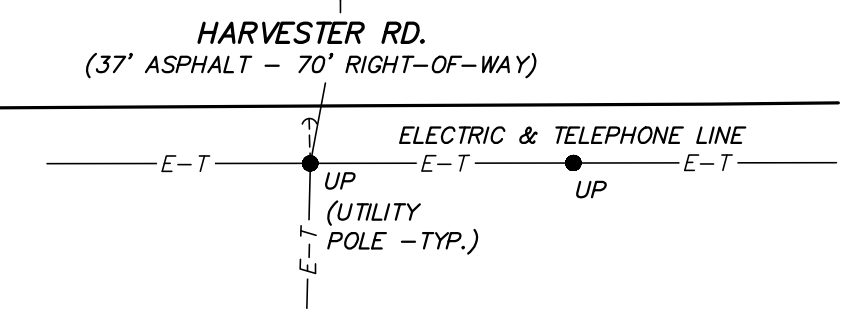 HARVESTER RD.
(37' ASPHALT - 70' RIGHT-OF-WAY)
ELECTRIC & TELEPHONE LINE
E-T
E-T
E-T
UP
UP
(UTILITY
POLE -TYP.)
E-T